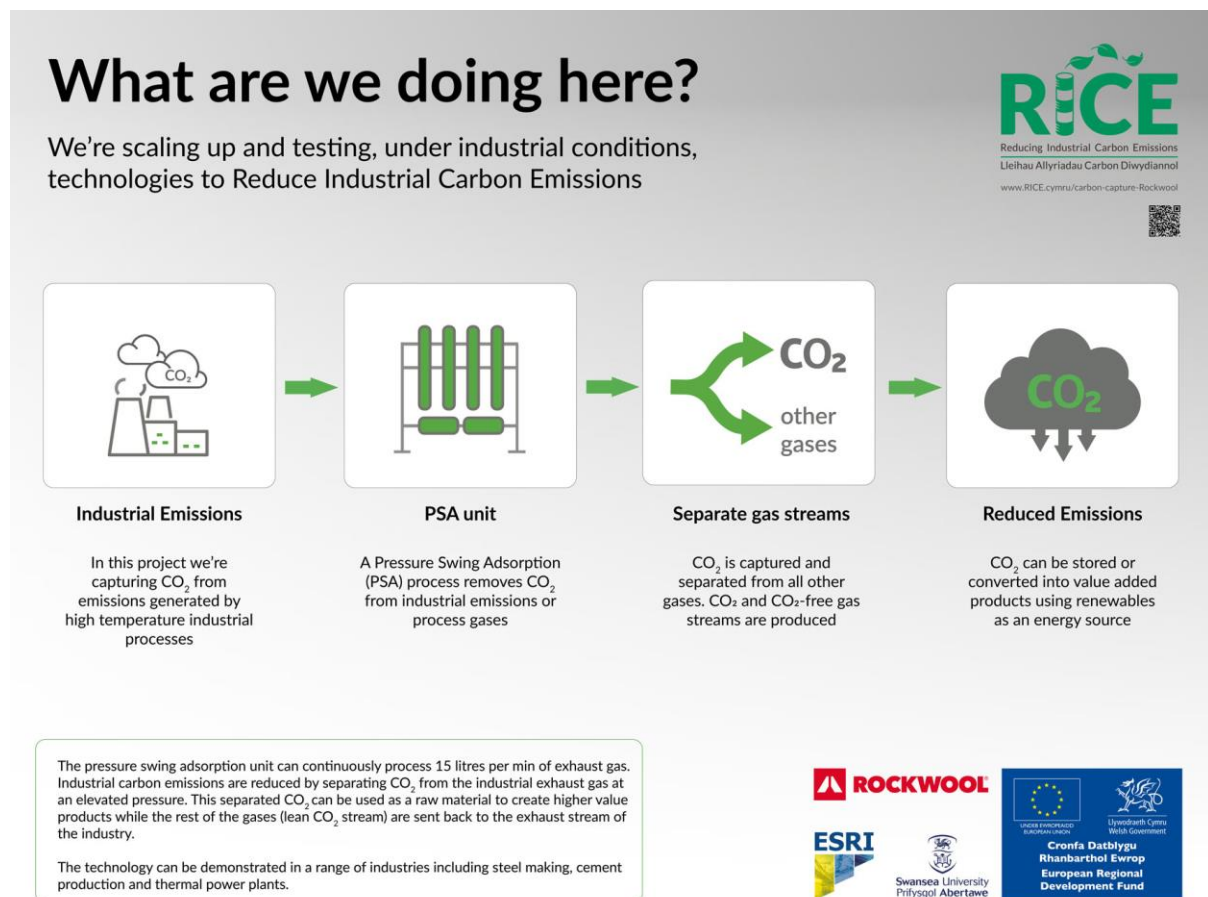 What are we doing here?
We're scaling up and testing, under industrial conditions,
technologies to Reduce Industrial Carbon Emissions
RICE
Reducing Industrial Carbon Emissions
Lleihau Allyriadau Carbon Diwydiannol
www.RICE.cymru/carbon-capture-Rockwool
CO₂
CO₂
other
gases
CO₂
Industrial Emissions
In this project we're
capturing CO₂ from
emissions generated by
high temperature industrial
processes
PSA unit
A Pressure Swing Adsorption
(PSA) process removes CO₂
from industrial emissions or
process gases
Separate gas streams
CO₂ is captured and
separated from all other
gases. CO₂ and CO₂-free gas
streams are produced
Reduced Emissions
CO₂ can be stored or
converted into value added
products using renewables
as an energy source
The pressure swing adsorption unit can continuously process 15 litres per min of exhaust gas.
Industrial carbon emissions are reduced by separating CO₂ from the industrial exhaust gas at
an elevated pressure. This separated CO₂ can be used as a raw material to create higher value
products while the rest of the gases (lean CO₂ stream) are sent back to the exhaust stream of
the industry.
The technology can be demonstrated in a range of industries including steel making, cement
production and thermal power plants.
ROCKWOOL
ESRI
Swansea University
Prifysgol Abertawe
UNDEB EWROPEAIDD
EUROPEAN UNION
Llywodraeth Cymru
Welsh Government
Cronfa Datblygu
Rhanbarthol Ewrop
European Regional
Development Fund